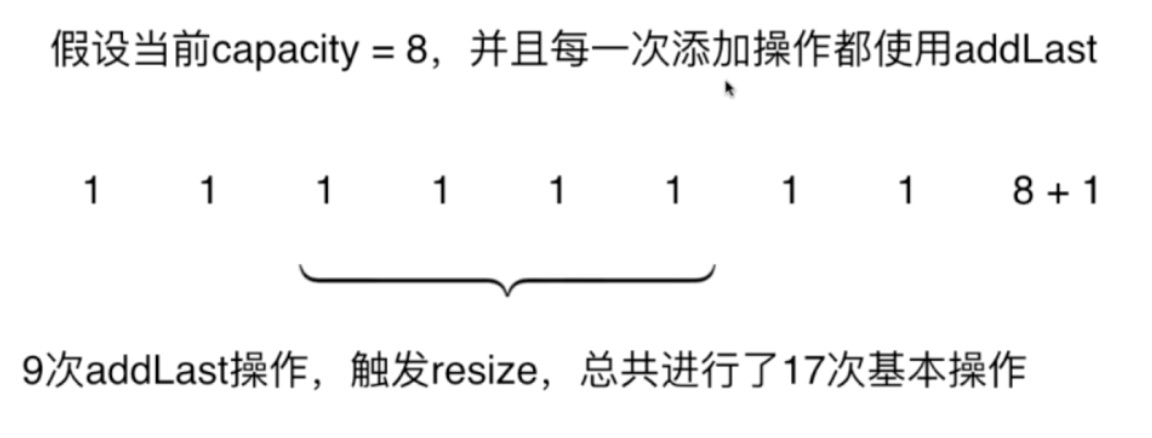 假设当前capacity = 8，并且每一次添加操作都使用addLast
1 1 1 1 1 1 1 1 8 + 1
9次addLast操作，触发resize，总共进行了17次基本操作